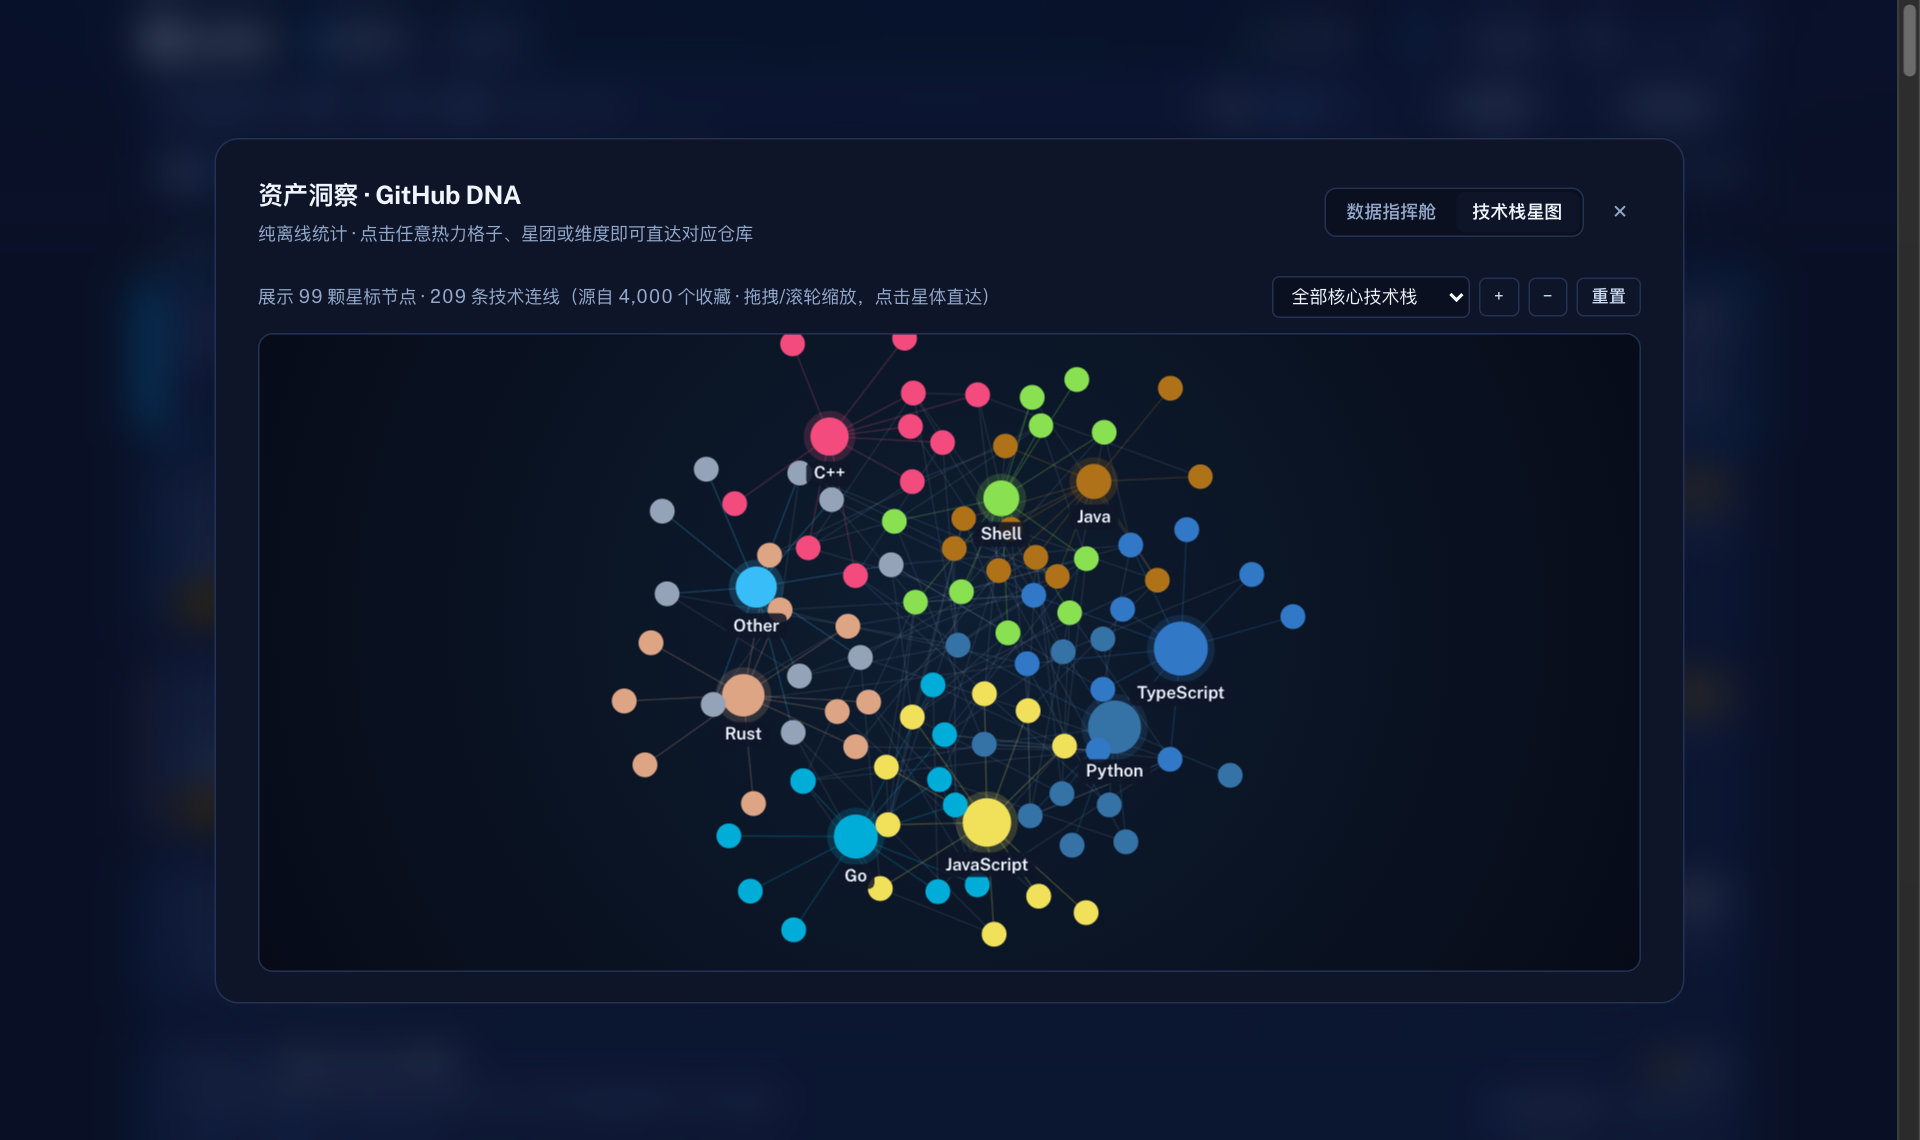 资产洞察 · GitHub DNA
纯离线统计 · 点击任意热力格子、星团或维度即可直达对应仓库
数据指挥舱
技术栈星图
×
展示 99 颗星标节点 · 209 条技术连线（源自 4,000 个收藏 · 拖拽/滚轮缩放，点击星体直达）
全部核心技术栈
+
−
重置
C++
Java
Shell
Other
TypeScript
Rust
Python
JavaScript
Go